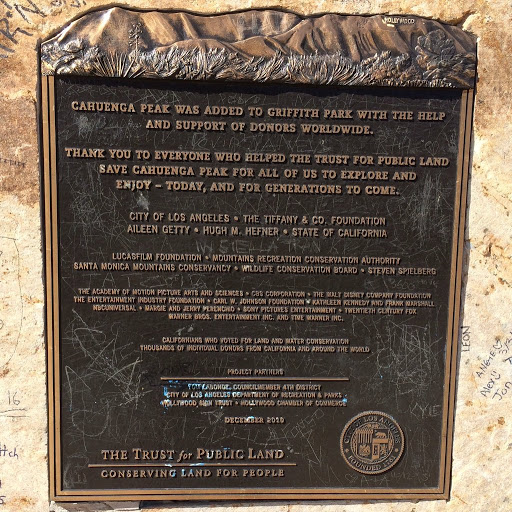 HOLLYWOOD
CAHUENGA PEAK WAS ADDED TO GRIFFITH PARK WITH THE HELP
AND SUPPORT OF DONORS WORLDWIDE.
THANK YOU TO EVERYONE WHO HELPED THE TRUST FOR PUBLIC LAND
SAVE CAHUENGA PEAK FOR ALL OF US TO EXPLORE AND
ENJOY – TODAY, AND FOR GENERATIONS TO COME.
CITY OF LOS ANGELES • THE TIFFANY & CO. FOUNDATION
AILEEN GETTY • HUGH M. HEFNER • STATE OF CALIFORNIA
LUCASFILM FOUNDATION • MOUNTAINS RECREATION CONSERVATION AUTHORITY
SANTA MONICA MOUNTAINS CONSERVANCY • WILDLIFE CONSERVATION BOARD • STEVEN SPIELBERG
THE ACADEMY OF MOTION PICTURE ARTS AND SCIENCES • CBS CORPORATION • THE WALT DISNEY COMPANY FOUNDATION
THE ENTERTAINMENT INDUSTRY FOUNDATION • CARL W. JOHNSON FOUNDATION • KATHLEEN KENNEDY AND FRANK MARSHALL
NBCUNIVERSAL • MARGIE AND JERRY PERENCHIO • SONY PICTURES ENTERTAINMENT • TWENTIETH CENTURY FOX
WARNER BROS. ENTERTAINMENT INC. AND TIME WARNER INC.
CALIFORNIANS WHO VOTED FOR LAND AND WATER CONSERVATION
THOUSANDS OF INDIVIDUAL DONORS FROM CALIFORNIA AND AROUND THE WORLD
PROJECT PARTNERS
TOM LABONGE, COUNCILMEMBER 4TH DISTRICT
CITY OF LOS ANGELES DEPARTMENT OF RECREATION & PARKS
HOLLYWOOD SIGN TRUST • HOLLYWOOD CHAMBER OF COMMERCE
DECEMBER 2010
THE TRUST for PUBLIC LAND
CONSERVING LAND FOR PEOPLE
CITY OF LOS ANGELES
FOUNDED 1781
16